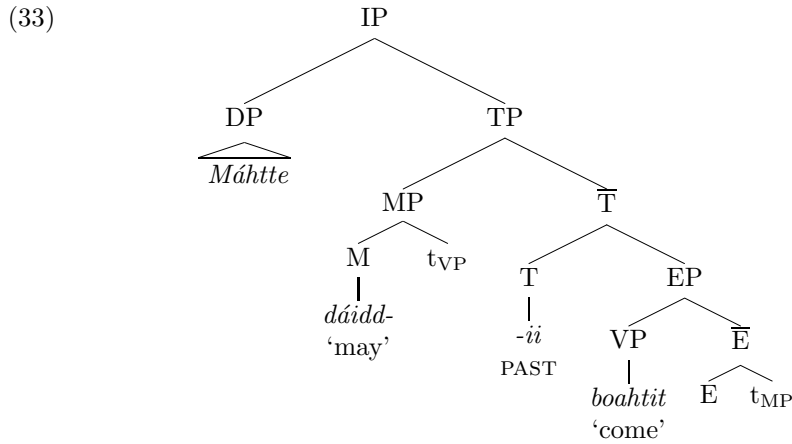 (33)
IP
DP TP
Máhtte
MP T̅
M t_VP T EP
dáidd- -ii VP E̅
‘may’ PAST
boahtit E t_MP
‘come’